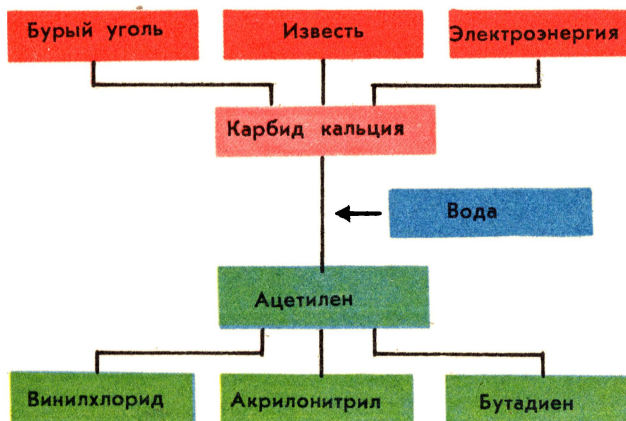 Бурый уголь
Известь
Электроэнергия
Карбид кальция
Вода
Ацетилен
Винилхлорид
Акрилонитрил
Бутадиен